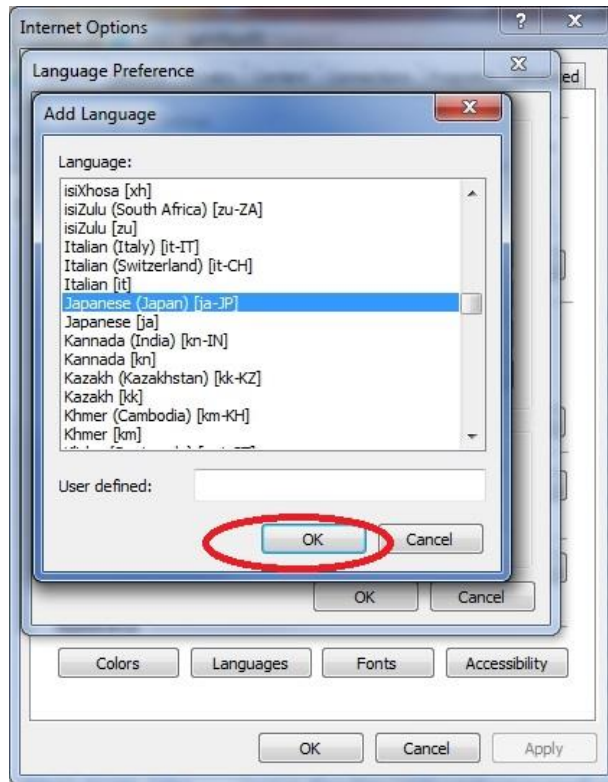 Internet Options
Language Preference
ed
Add Language
Language:
isiXhosa [xh]
isiZulu (South Africa) [zu-ZA]
isiZulu [zu]
Italian (Italy) [it-IT]
Italian (Switzerland) [it-CH]
Italian [it]
Japanese (Japan) [ja-JP]
Japanese [ja]
Kannada (India) [kn-IN]
Kannada [kn]
Kazakh (Kazakhstan) [kk-KZ]
Kazakh [kk]
Khmer (Cambodia) [km-KH]
Khmer [km]
User defined:
OK Cancel
OK Cancel
Colors Languages Fonts Accessibility
OK Cancel Apply